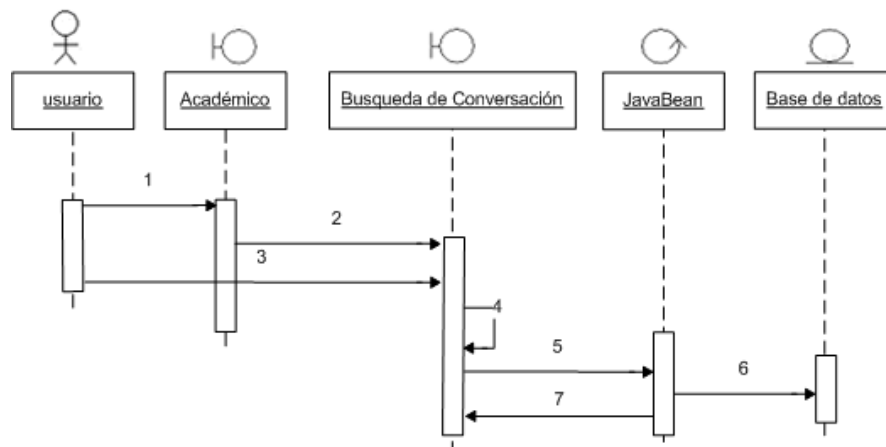 usuario
Académico
Busqueda de Conversación
JavaBean
Base de datos
1
2
3
4
5
6
7